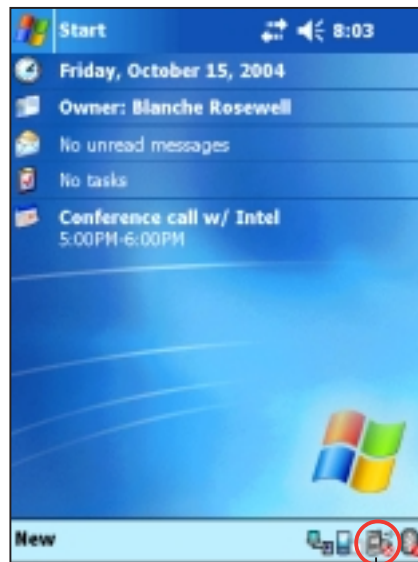 Start 8:03
Friday, October 15, 2004
Owner: Blanche Rosewell
No unread messages
No tasks
Conference call w/ Intel
5:00PM-6:00PM
New